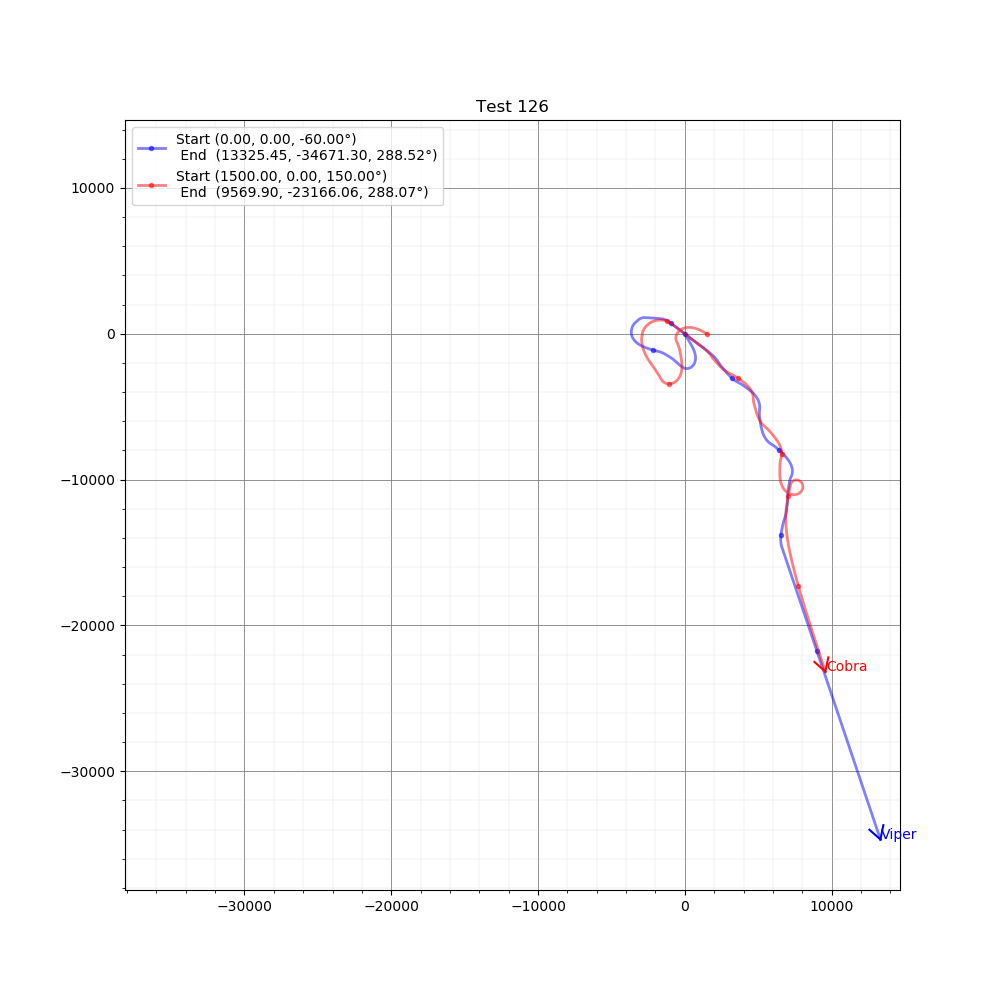 Test 126
Start (0.00, 0.00, -60.00°)
End  (13325.45, -34671.30, 288.52°)
Start (1500.00, 0.00, 150.00°)
End  (9569.90, -23166.06, 288.07°)
10000
0
−10000
−20000
−30000
Cobra
Viper
−30000
−20000
−10000
0
10000